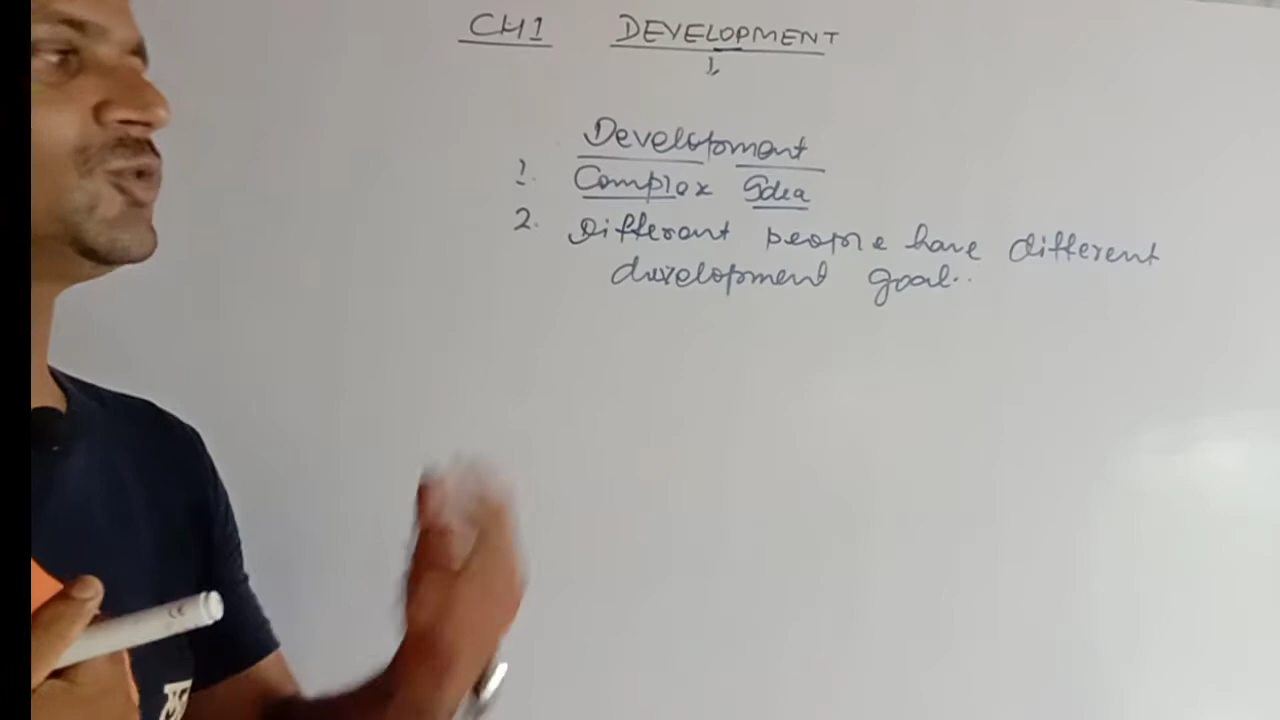 CH1 DEVELOPMENT
Development
1. Complex Idea
2. Different people have different
development goal..